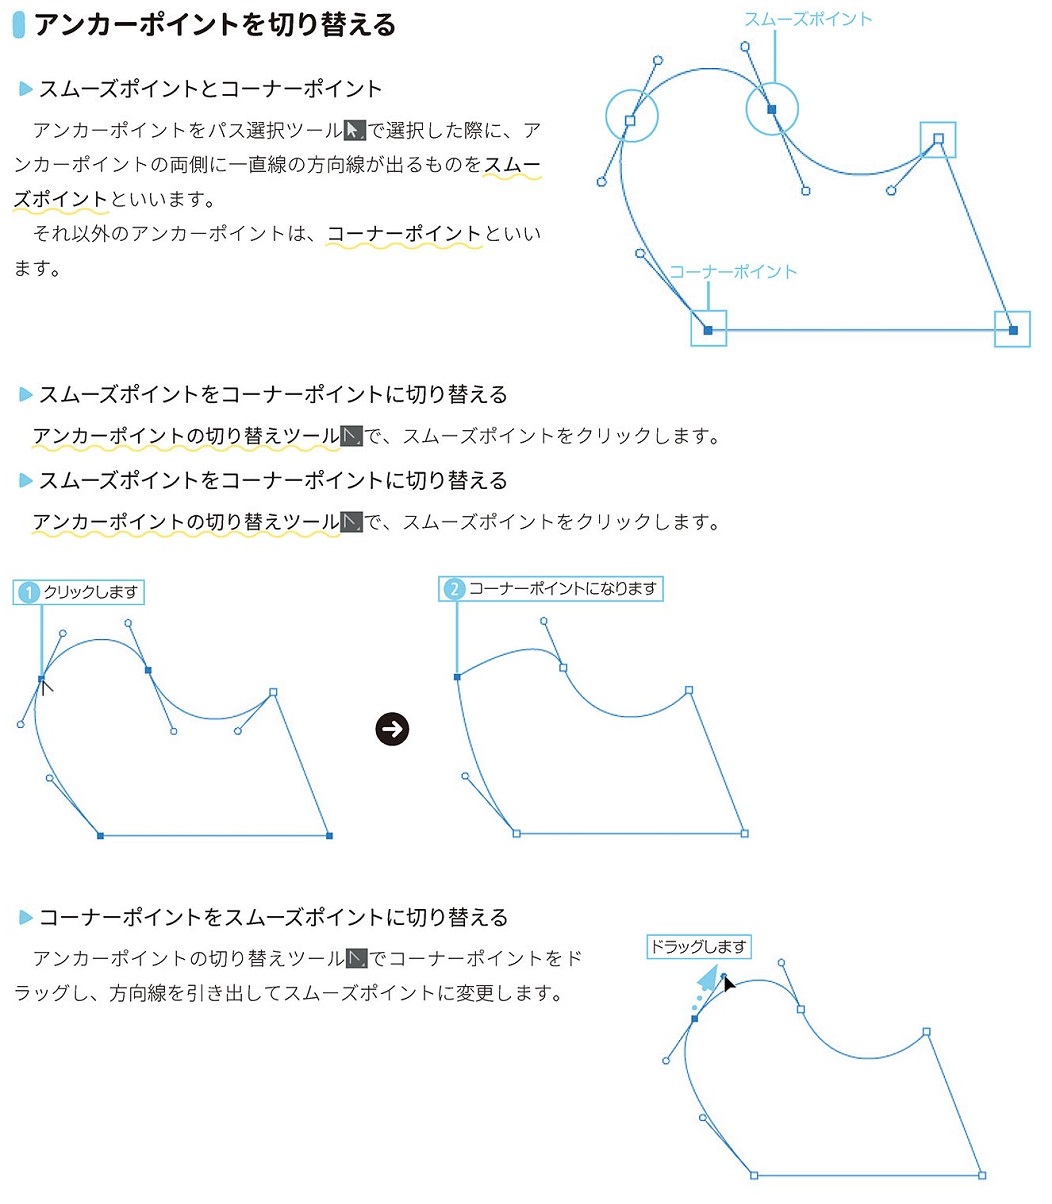 アンカーポイントを切り替える
スムーズポイントとコーナーポイント
アンカーポイントをパス選択ツールで選択した際に、ア
ンカーポイントの両側に一直線の方向線が出るものをスムー
ズポイントといいます。
それ以外のアンカーポイントは、コーナーポイントといい
ます。
スムーズポイント
コーナーポイント
スムーズポイントをコーナーポイントに切り替える
アンカーポイントの切り替えツールで、スムーズポイントをクリックします。
スムーズポイントをコーナーポイントに切り替える
アンカーポイントの切り替えツールで、スムーズポイントをクリックします。
1 クリックします
2 コーナーポイントになります
コーナーポイントをスムーズポイントに切り替える
アンカーポイントの切り替えツールでコーナーポイントをド
ラッグし、方向線を引き出してスムーズポイントに変更します。
ドラッグします